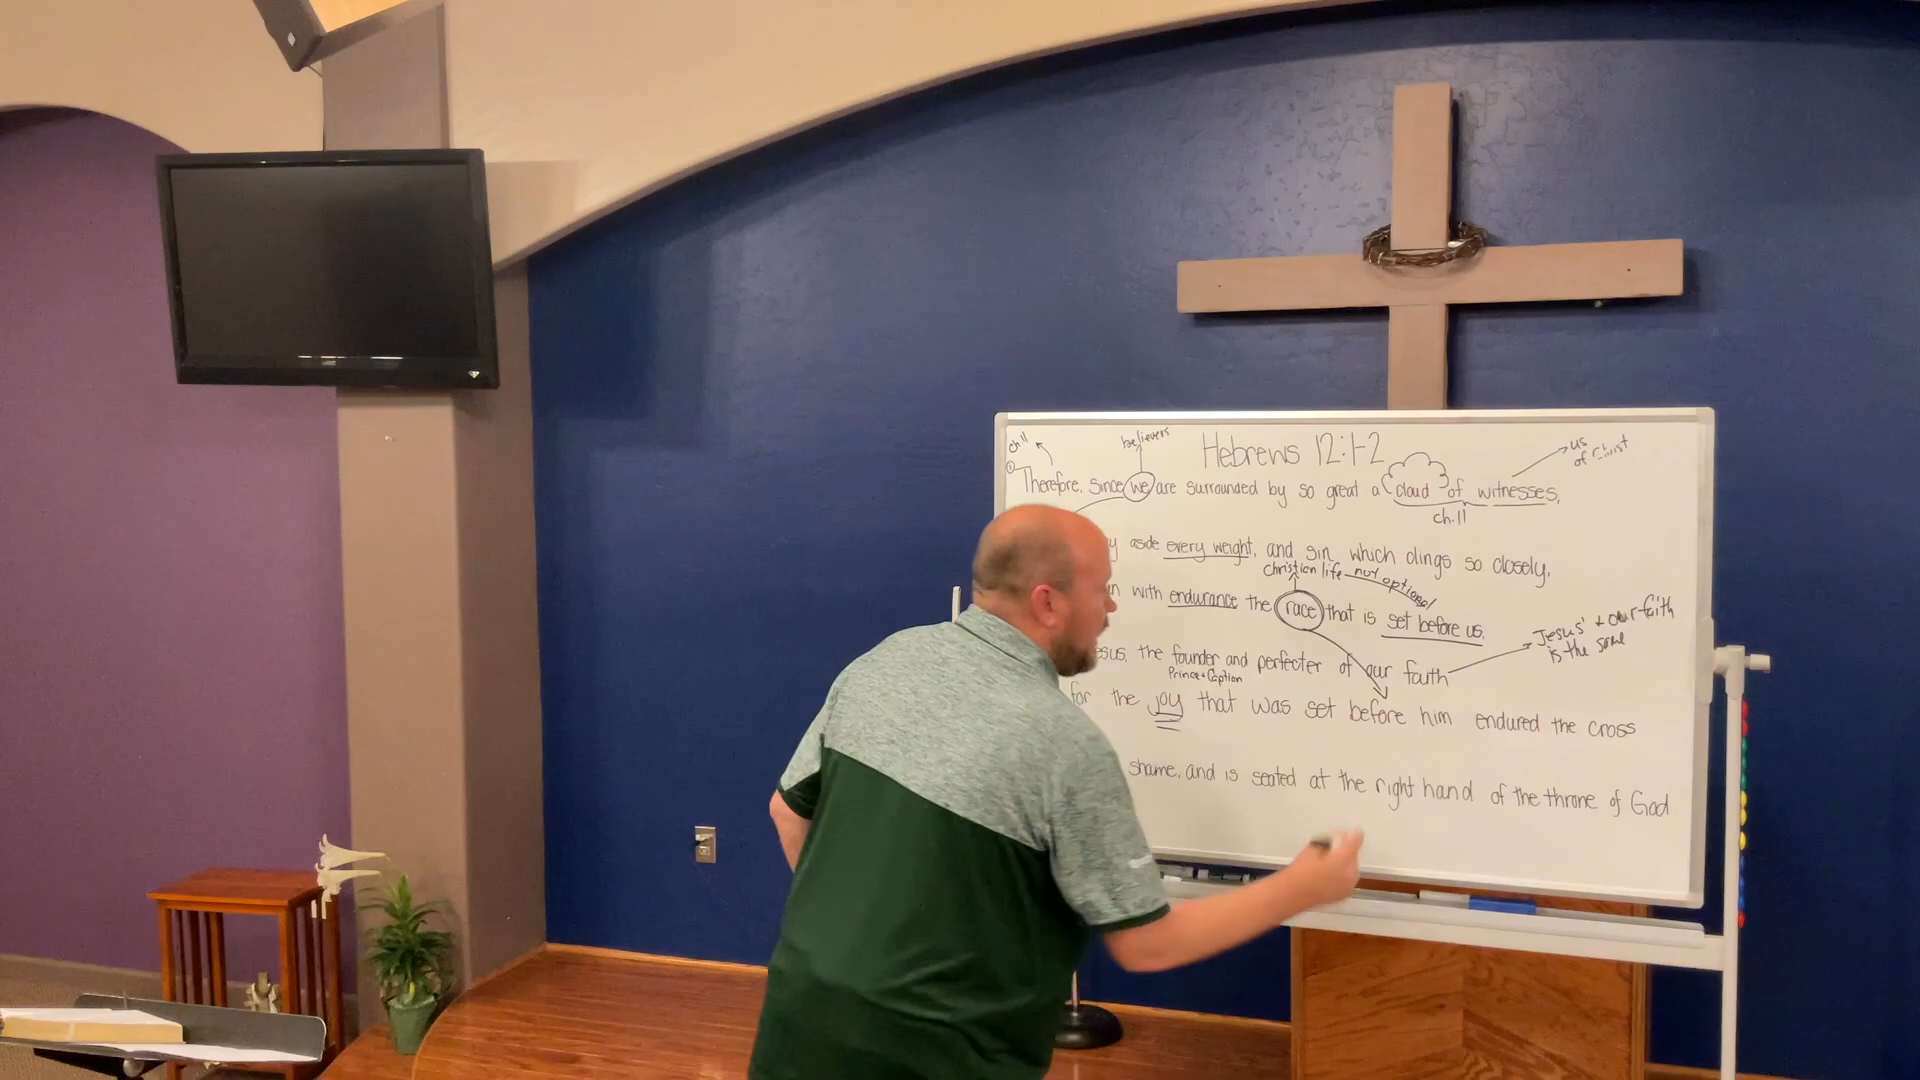 ch.11
believers
Hebrews 12:1-2
us
of Christ
① Therefore, since we are surrounded by so great a cloud of witnesses,
ch.11
aside every weight, and sin which clings so closely,
christian life not optional
with endurance the race that is set before us,
Jesus' + our faith
is the same
the founder and perfecter of our faith
Prince + Caption
for the joy that was set before him endured the cross
shame, and is seated at the right hand of the throne of God